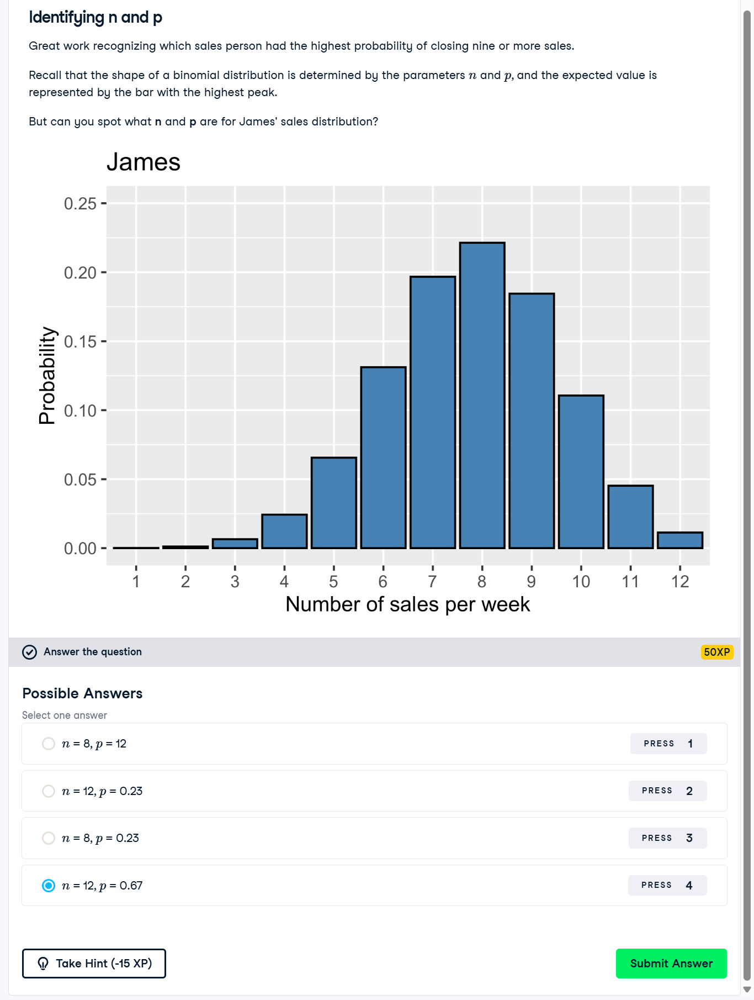 Identifying n and p
Great work recognizing which sales person had the highest probability of closing nine or more sales.
Recall that the shape of a binomial distribution is determined by the parameters n and p, and the expected value is
represented by the bar with the highest peak.
But can you spot what n and p are for James' sales distribution?
James
0.25
0.20
0.15
0.10
0.05
0.00
Probability
1 2 3 4 5 6 7 8 9 10 11 12
Number of sales per week
Answer the question 50XP
Possible Answers
Select one answer
n = 8, p = 12 PRESS 1
n = 12, p = 0.23 PRESS 2
n = 8, p = 0.23 PRESS 3
n = 12, p = 0.67 PRESS 4
Take Hint (-15 XP) Submit Answer